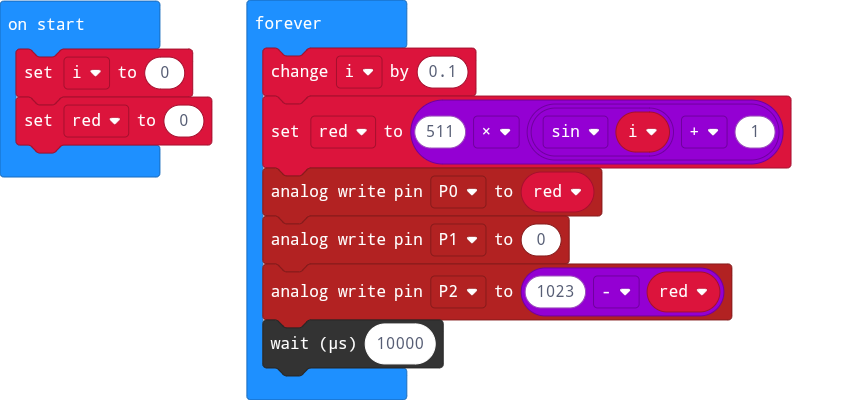 on start
set i to 0
set red to 0
forever
change i by 0.1
set red to 511 × sin i + 1
analog write pin P0 to red
analog write pin P1 to 0
analog write pin P2 to 1023 - red
wait (µs) 10000